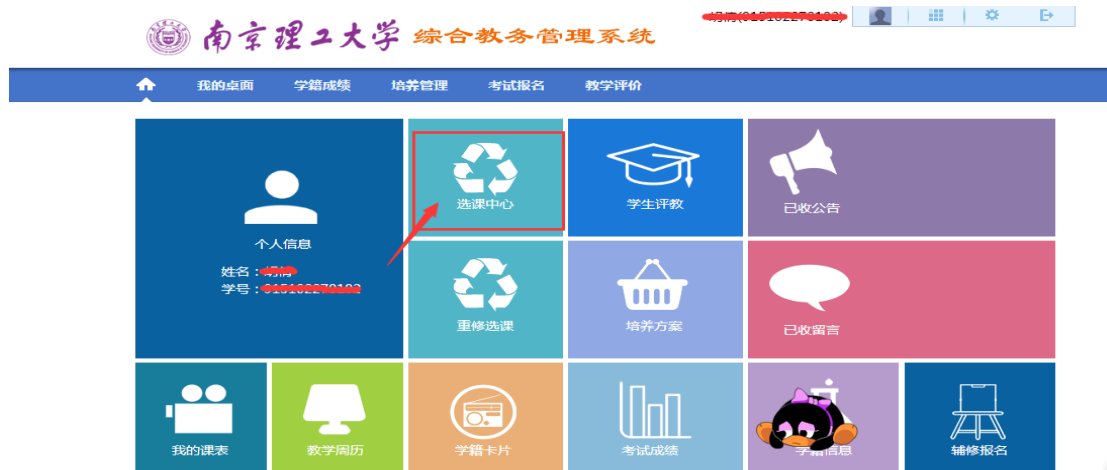 南京理工大学 综合教务管理系统
我的桌面 学籍成绩 培养管理 考试报名 教学评价
选课中心
学生评教
已收公告
个人信息
姓名：
学号：
重修选课
培养方案
已收留言
我的课表
教学周历
学籍卡片
考试成绩
学籍信息
辅修报名